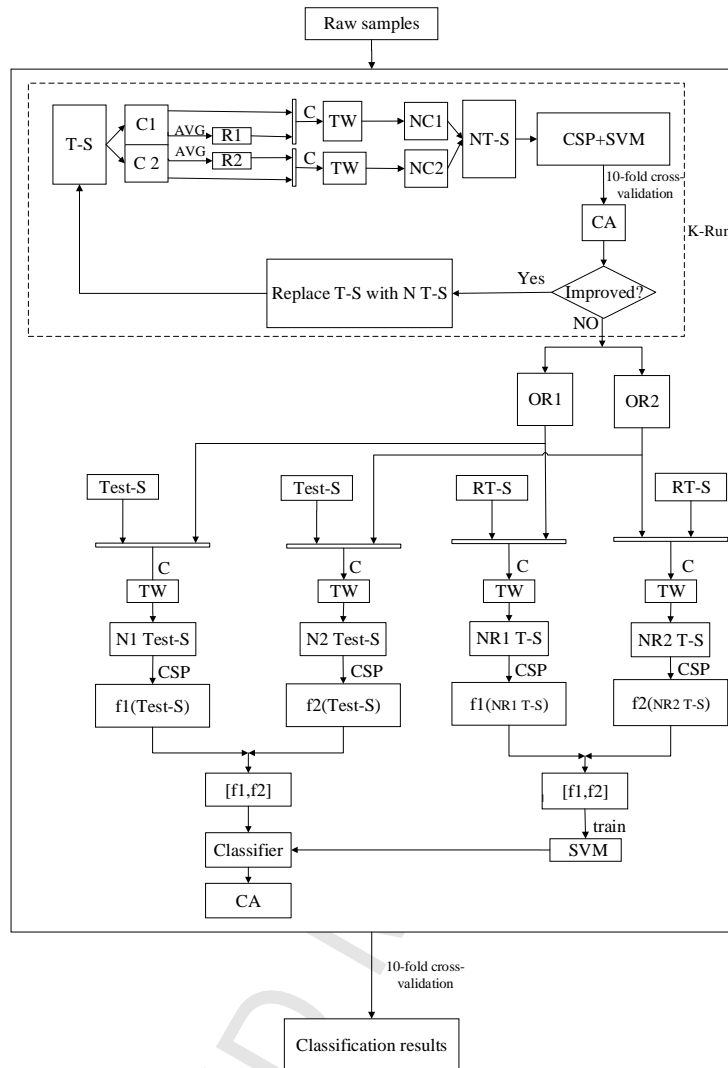 Raw samples
T-S
C1
C 2
AVG
AVG
R1
R2
C
C
TW
TW
NC1
NC2
NT-S
CSP+SVM
10-fold cross-
validation
CA
K-Run
Improved?
Yes
Replace T-S with N T-S
NO
OR1
OR2
Test-S
Test-S
RT-S
RT-S
C
C
C
C
TW
TW
TW
TW
N1 Test-S
N2 Test-S
NR1 T-S
NR2 T-S
CSP
CSP
CSP
CSP
f1(Test-S)
f2(Test-S)
f1(NR1 T-S)
f2(NR2 T-S)
[f1,f2]
[f1,f2]
train
Classifier
SVM
CA
10-fold cross-
validation
Classification results